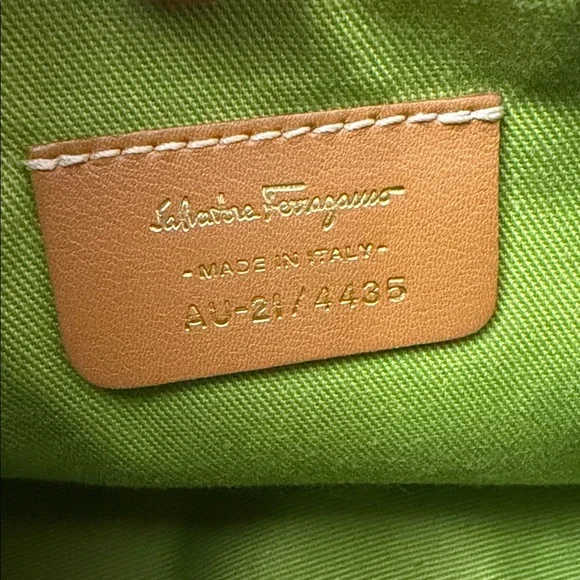 Salvatore Ferragamo
- MADE IN ITALY -
AU-21/4435